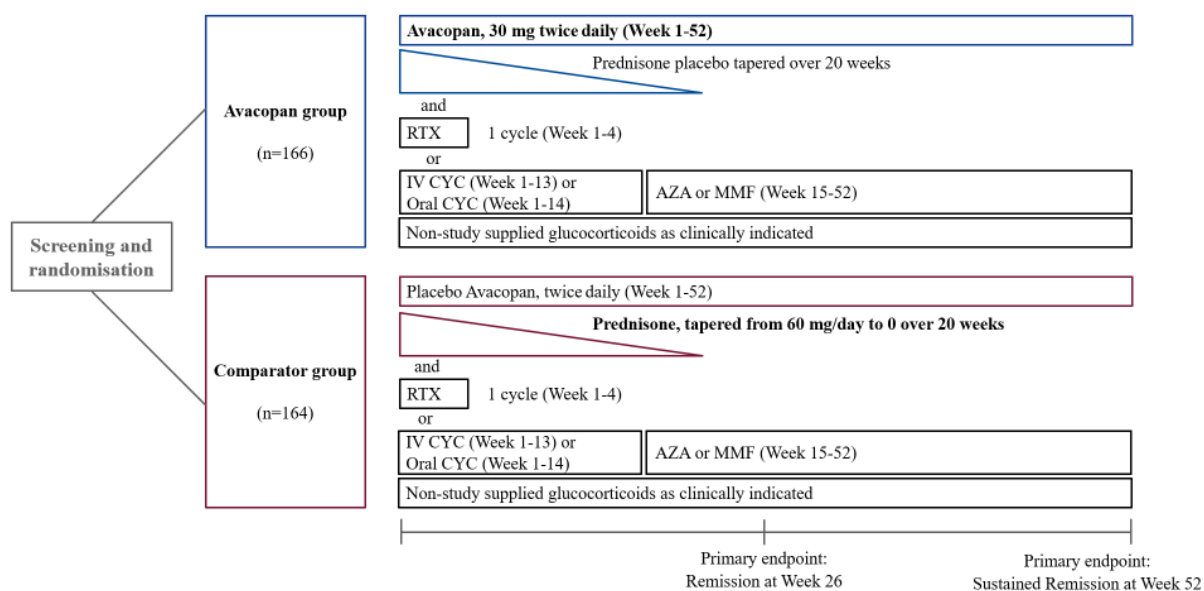 Screening and
randomisation
Avacopan group
(n=166)
Avacopan, 30 mg twice daily (Week 1-52)
Prednisone placebo tapered over 20 weeks
and
RTX
1 cycle (Week 1-4)
or
IV CYC (Week 1-13) or
Oral CYC (Week 1-14)
AZA or MMF (Week 15-52)
Non-study supplied glucocorticoids as clinically indicated
Comparator group
(n=164)
Placebo Avacopan, twice daily (Week 1-52)
Prednisone, tapered from 60 mg/day to 0 over 20 weeks
and
RTX
1 cycle (Week 1-4)
or
IV CYC (Week 1-13) or
Oral CYC (Week 1-14)
AZA or MMF (Week 15-52)
Non-study supplied glucocorticoids as clinically indicated
Primary endpoint:
Remission at Week 26
Primary endpoint:
Sustained Remission at Week 52